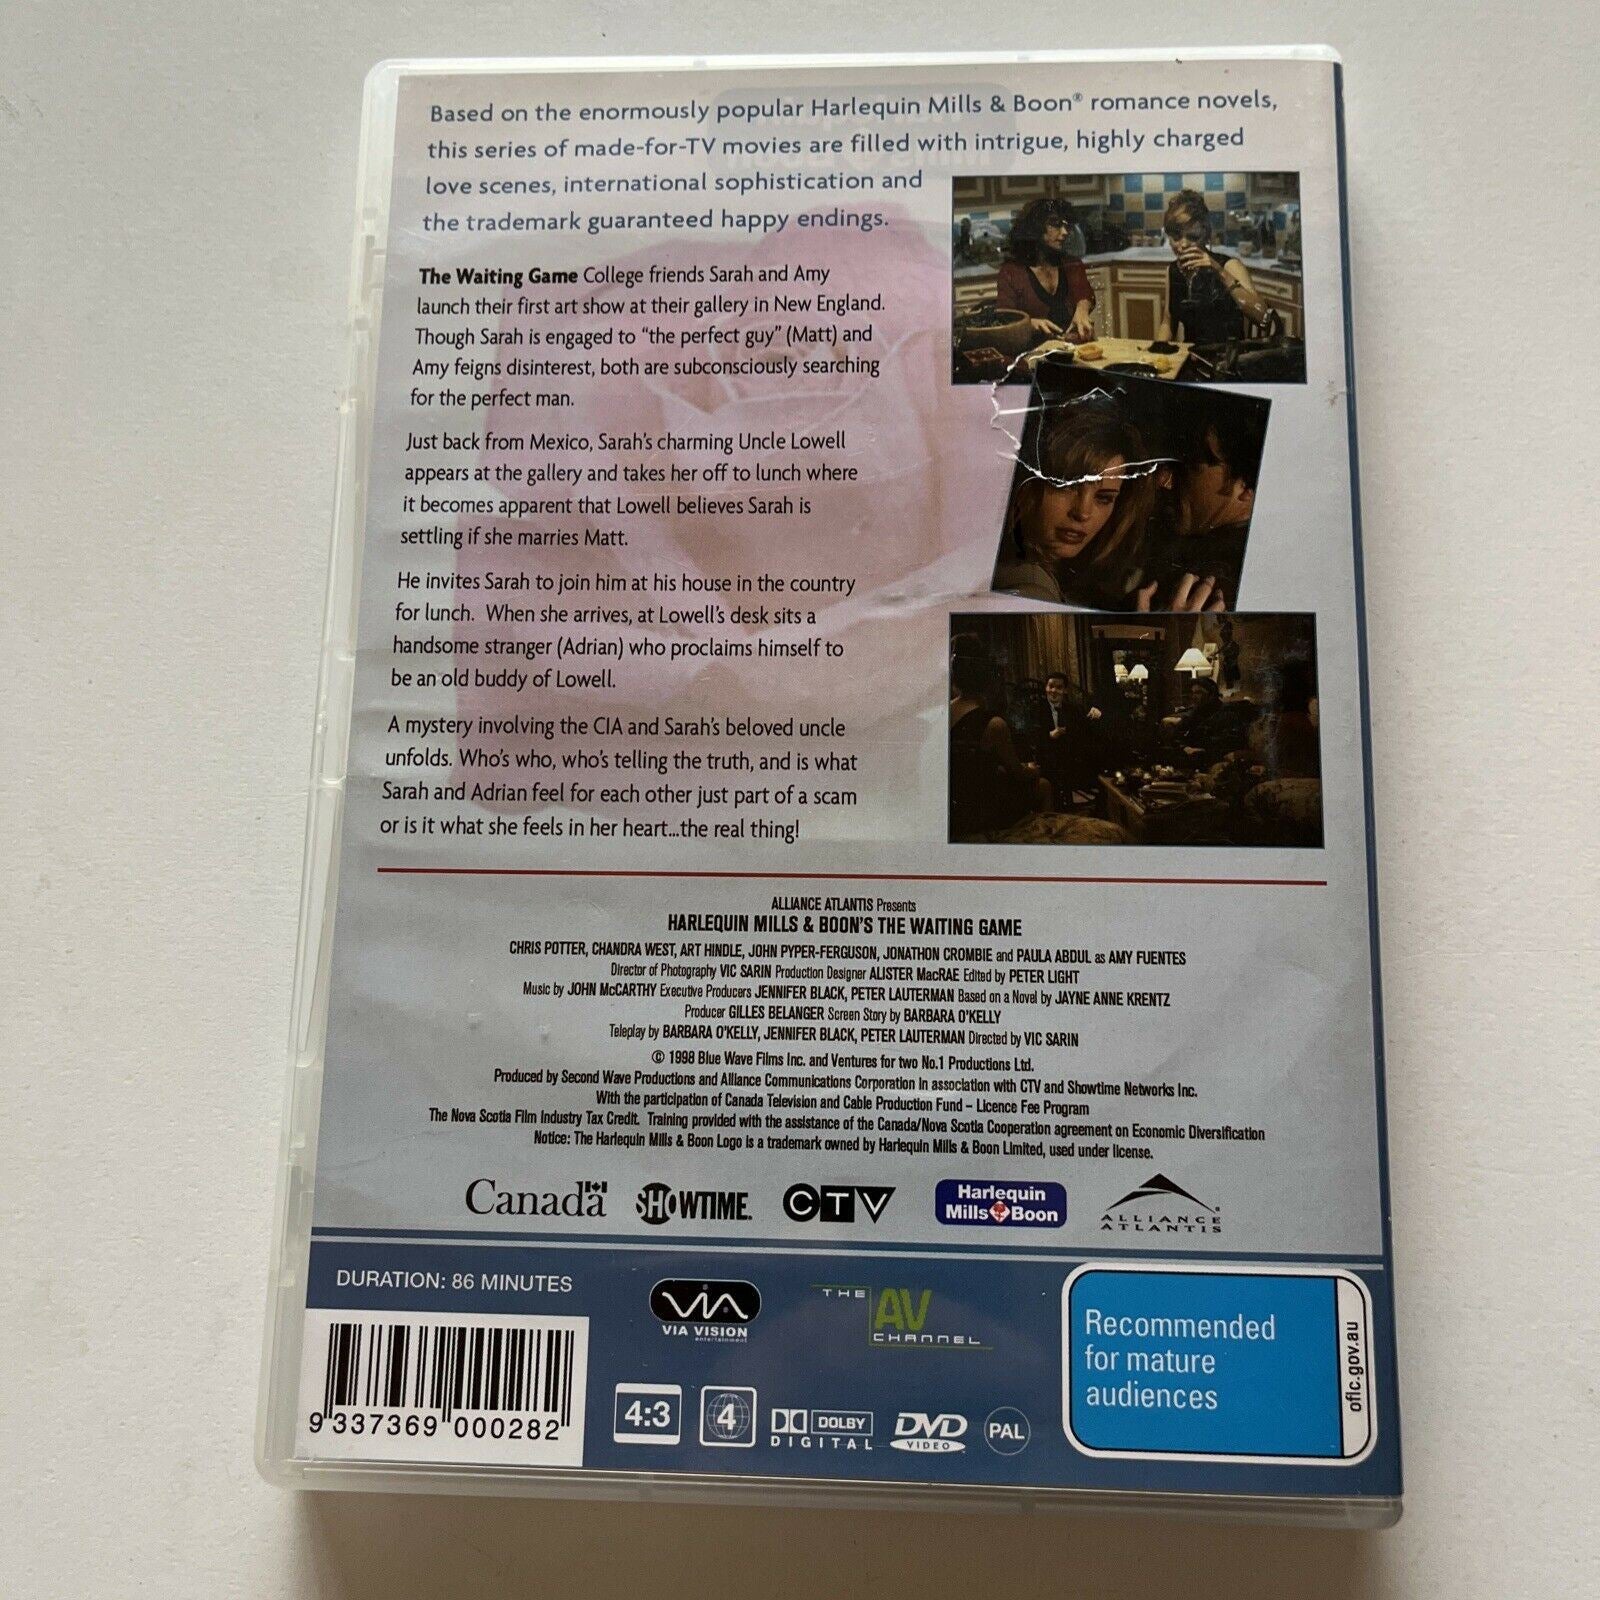 Based on the enormously popular Harlequin Mills & Boon® romance novels,
this series of made-for-TV movies are filled with intrigue, highly charged
love scenes, international sophistication and
the trademark guaranteed happy endings.
The Waiting Game College friends Sarah and Amy
launch their first art show at their gallery in New England.
Though Sarah is engaged to “the perfect guy” (Matt) and
Amy feigns disinterest, both are subconsciously searching
for the perfect man.
Just back from Mexico, Sarah's charming Uncle Lowell
appears at the gallery and takes her off to lunch where
it becomes apparent that Lowell believes Sarah is
settling if she marries Matt.
He invites Sarah to join him at his house in the country
for lunch. When she arrives, at Lowell's desk sits a
handsome stranger (Adrian) who proclaims himself to
be an old buddy of Lowell.
A mystery involving the CIA and Sarah's beloved uncle
unfolds. Who's who, who's telling the truth, and is what
Sarah and Adrian feel for each other just part of a scam
or is it what she feels in her heart...the real thing!
ALLIANCE ATLANTIS Presents
HARLEQUIN MILLS & BOON'S THE WAITING GAME
CHRIS POTTER, CHANDRA WEST, ART HINDLE, JOHN PYPER-FERGUSON, JONATHON CROMBIE and PAULA ABDUL as AMY FUENTES
Director of Photography VIC SARIN Production Designer ALISTER MacRAE Edited by PETER LIGHT
Music by JOHN McCARTHY Executive Producers JENNIFER BLACK, PETER LAUTERMAN Based on a Novel by JAYNE ANNE KRENTZ
Producer GILLES BELANGER Screen Story by BARBARA O'KELLY
Teleplay by BARBARA O'KELLY, JENNIFER BLACK, PETER LAUTERMAN Directed by VIC SARIN
© 1998 Blue Wave Films Inc. and Ventures for two No.1 Productions Ltd.
Produced by Second Wave Productions and Alliance Communications Corporation in association with CTV and Showtime Networks Inc.
With the participation of Canada Television and Cable Production Fund – Licence Fee Program
The Nova Scotia Film Industry Tax Credit. Training provided with the assistance of the Canada/Nova Scotia Cooperation agreement on Economic Diversification
Notice: The Harlequin Mills & Boon Logo is a trademark owned by Harlequin Mills & Boon Limited, used under license.
Canada SHOWTIME. CTV Harlequin Mills Boon ALLIANCE ATLANTIS
DURATION: 86 MINUTES
VIA
VIA VISION
entertainment
THE AV CHANNEL
Recommended
for mature
audiences
oflc.gov.au
9 337369 000282
4:3 4 DOLBY DIGITAL DVD VIDEO PAL